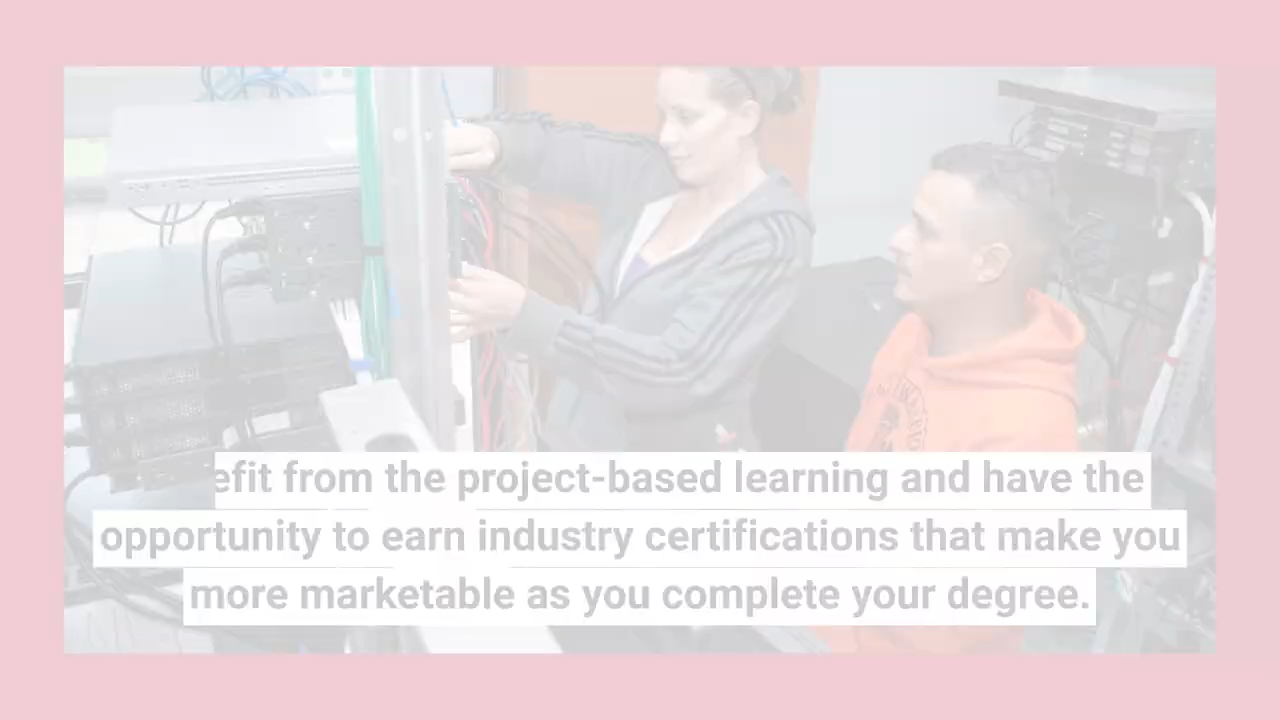 efit from the project-based learning and have the
opportunity to earn industry certifications that make you
more marketable as you complete your degree.